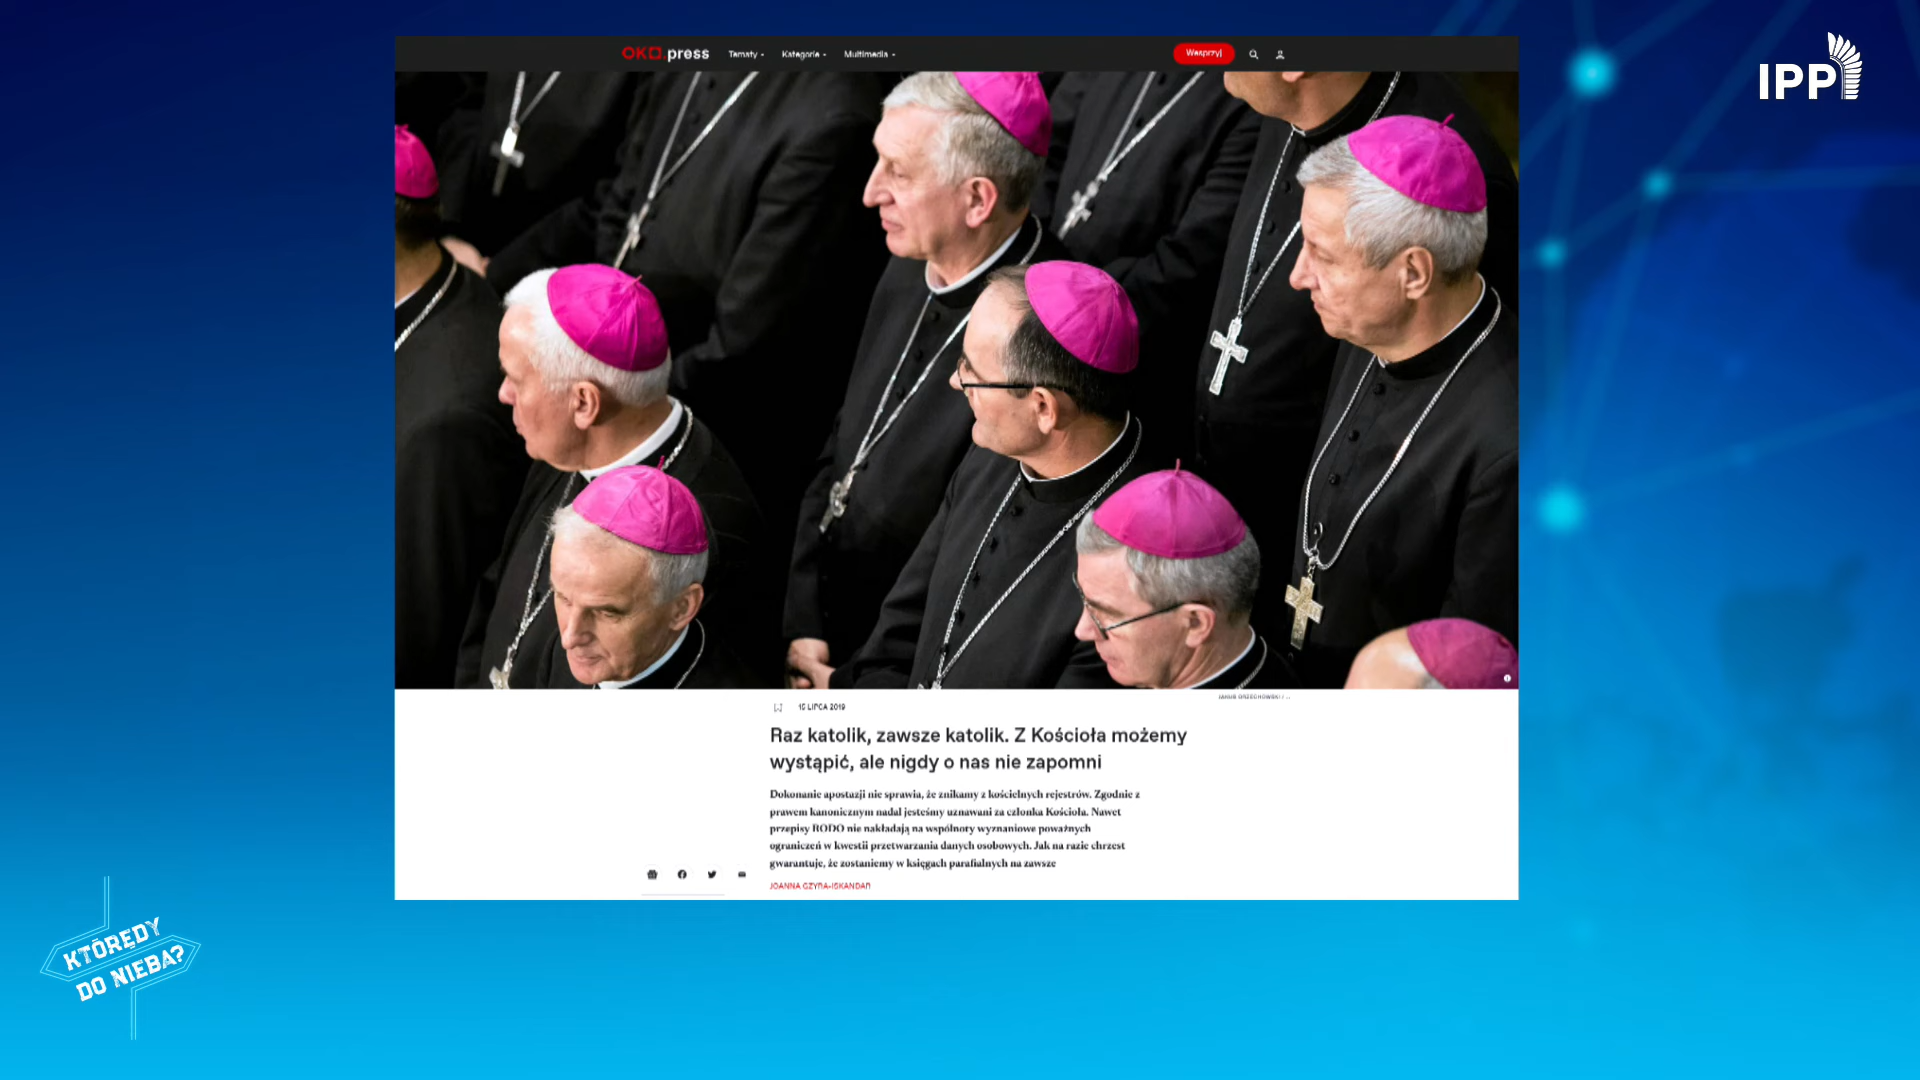 OKO.press
Tematy
Kategorie
Multimedia
Wesprzyj
IPP
15 LIPCA 2019
Raz katolik, zawsze katolik. Z Kościoła możemy
wystąpić, ale nigdy o nas nie zapomni
Dokonanie apostazji nie sprawia, że znikamy z kościelnych rejestrów. Zgodnie z
prawem kanonicznym nadal jesteśmy uznawani za członka Kościoła. Nawet
przepisy RODO nie nakładają na wspólnoty wyznaniowe poważnych
ograniczeń w kwestii przetwarzania danych osobowych. Jak na razie chrzest
gwarantuje, że zostaniemy w księgach parafialnych na zawsze
JOANNA GZYRA-ISKANDAR
KTÓRĘDY
DO NIEBA?